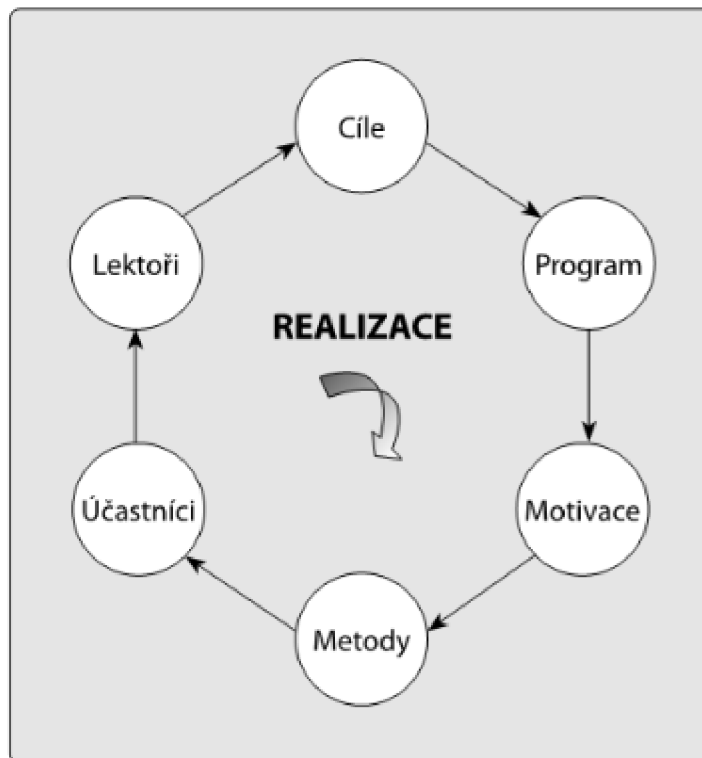 Cíle
Program
Motivace
Metody
Účastníci
Lektoři
REALIZACE